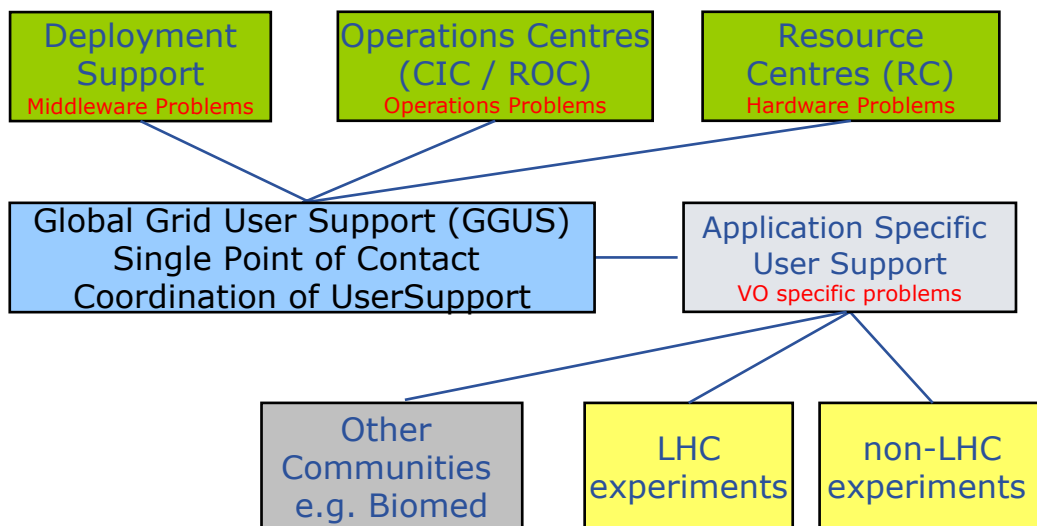 Deployment
Support
Middleware Problems
Operations Centres
(CIC / ROC)
Operations Problems
Resource
Centres (RC)
Hardware Problems
Global Grid User Support (GGUS)
Single Point of Contact
Coordination of UserSupport
Application Specific
User Support
VO specific problems
Other
Communities
e.g. Biomed
LHC
experiments
non-LHC
experiments